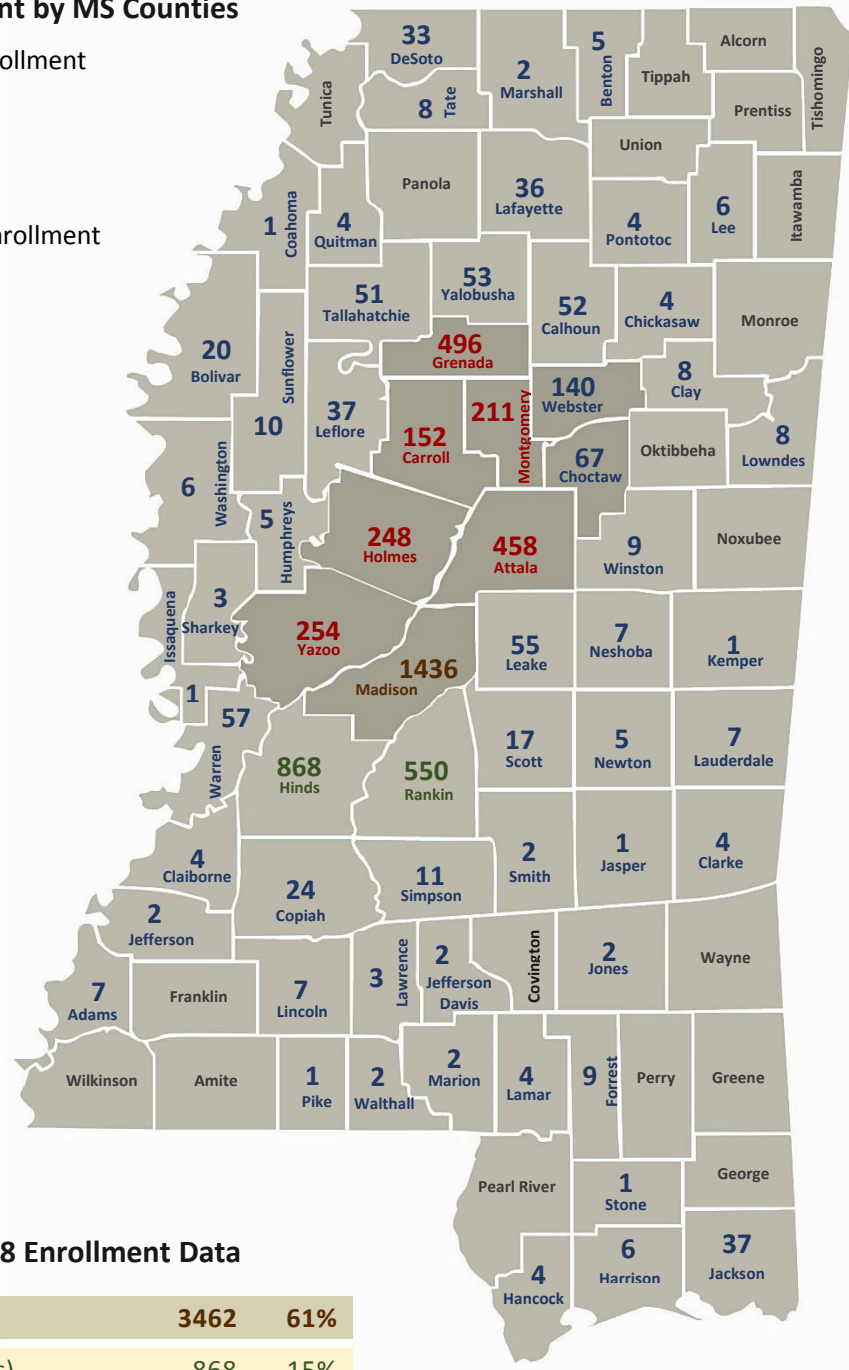 nt by MS Counties
rollment
nrollment
33
DeSoto
2
Marshall
5
Benton
Tippah
Alcorn
Tishomingo
Prentiss
Tunica
8
Tate
Union
Panola
36
Lafayette
Itawamba
1
Coahoma
4
Quitman
4
Pontotoc
6
Lee
51
Tallahatchie
53
Yalobusha
52
Calhoun
4
Chickasaw
Monroe
20
Bolivar
Sunflower
10
496
Grenada
37
Leflore
152
Carroll
211
Montgomery
140
Webster
8
Clay
67
Choctaw
Oktibbeha
8
Lowndes
6
Washington
5
Humphreys
248
Holmes
458
Attala
9
Winston
Noxubee
Issaquena
1
3
Sharkey
254
Yazoo
1436
Madison
55
Leake
7
Neshoba
1
Kemper
57
Warren
868
Hinds
550
Rankin
17
Scott
5
Newton
7
Lauderdale
4
Claiborne
24
Copiah
11
Simpson
2
Smith
1
Jasper
4
Clarke
2
Jefferson
7
Adams
Franklin
7
Lincoln
3
Lawrence
2
Jefferson
Davis
Covington
2
Jones
Wayne
Wilkinson
Amite
1
Pike
2
Walthall
2
Marion
4
Lamar
9
Forrest
Perry
Greene
Pearl River
1
Stone
George
4
Hancock
6
Harrison
37
Jackson
8 Enrollment Data
3462 61%
s) 868 15%